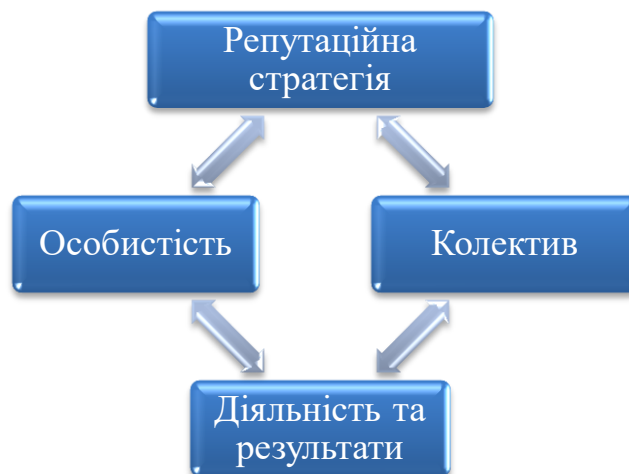 Репутаційна
стратегія
Особистість
Колектив
Діяльність та
результати